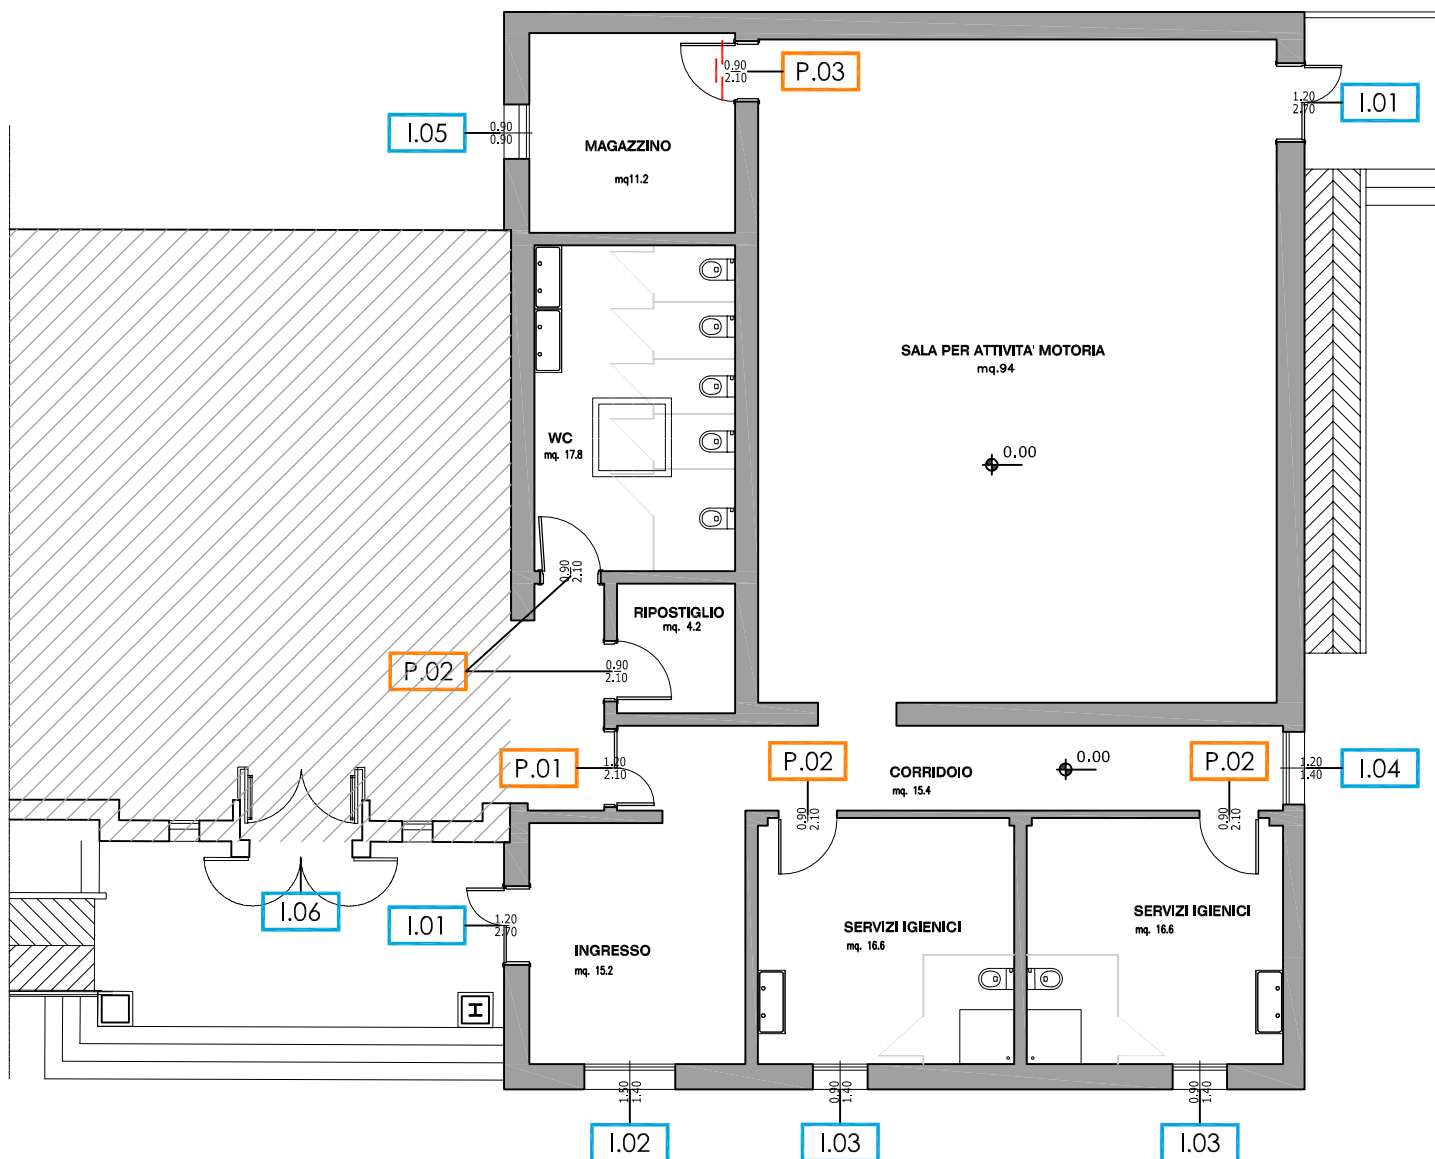 0.90
2.10
P.03
1.20
2.70
I.01
I.05
0.90
0.90
MAGAZZINO
mq11.2
SALA PER ATTIVITA' MOTORIA
mq.94
WC
mq. 17.8
0.00
0.90
2.10
RIPOSTIGLIO
mq. 4.2
P.02
0.90
2.10
P.01
1.20
2.10
P.02
0.90
2.10
CORRIDOIO
mq. 15.4
0.00
P.02
0.90
2.10
1.20
1.40
I.04
I.06
I.01
1.20
2.70
INGRESSO
mq. 15.2
SERVIZI IGIENICI
mq. 16.6
SERVIZI IGIENICI
mq. 16.6
H
1.50
1.40
0.90
1.40
0.90
1.40
I.02
I.03
I.03